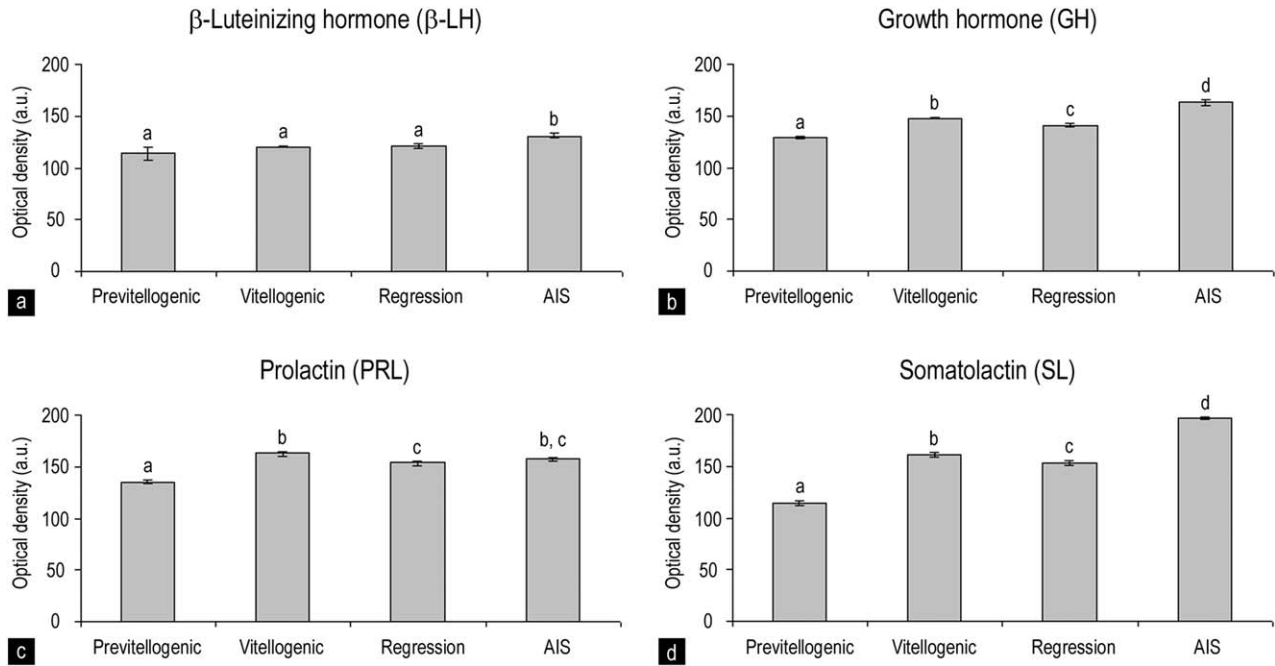 β-Luteinizing hormone (β-LH)
Optical density (a.u.)
200
150
100
50
0
a
a
a
b
Previtellogenic Vitellogenic Regression AIS
a
Growth hormone (GH)
Optical density (a.u.)
200
150
100
50
0
a
b
c
d
Previtellogenic Vitellogenic Regression AIS
b
Prolactin (PRL)
Optical density (a.u.)
200
150
100
50
0
a
b
c
b, c
Previtellogenic Vitellogenic Regression AIS
c
Somatolactin (SL)
Optical density (a.u.)
200
150
100
50
0
a
b
c
d
Previtellogenic Vitellogenic Regression AIS
d